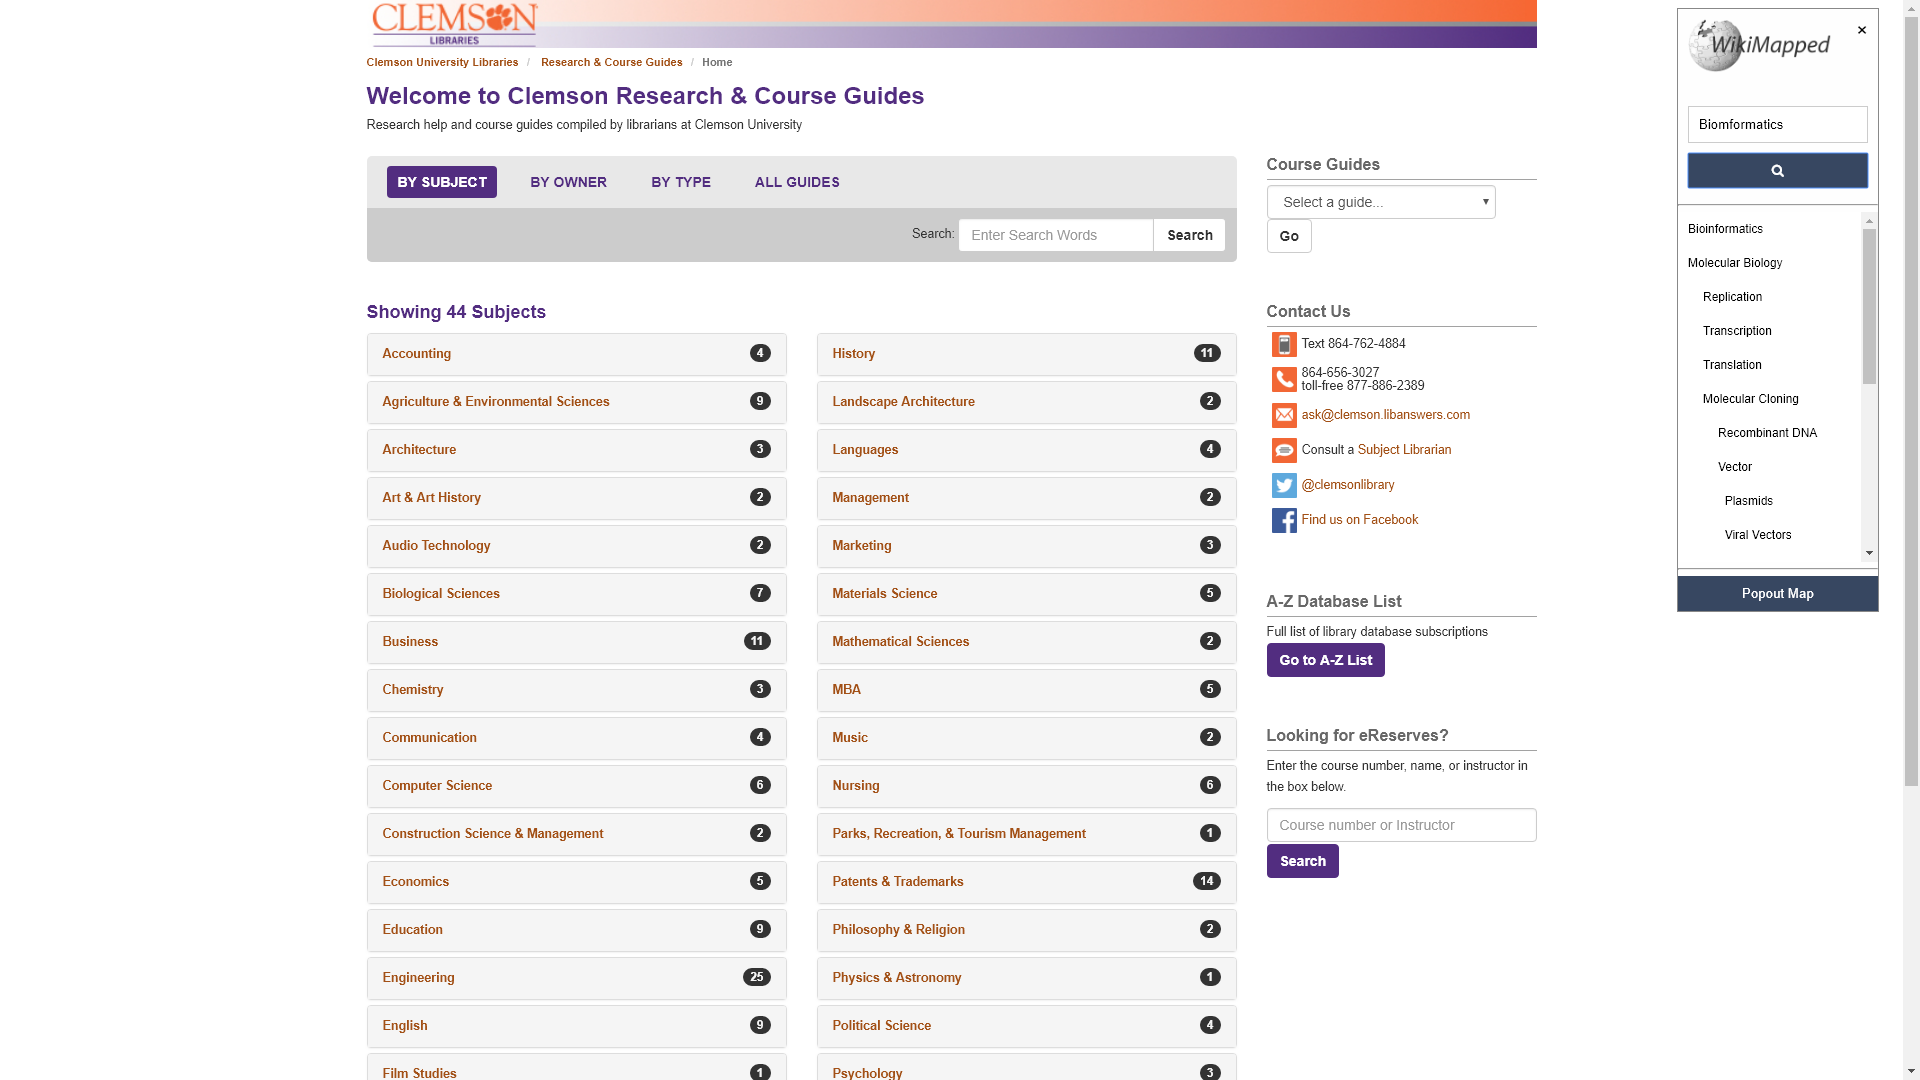 CLEMSON
LIBRARIES
Clemson University Libraries / Research & Course Guides / Home
Welcome to Clemson Research & Course Guides
Research help and course guides compiled by librarians at Clemson University
BY SUBJECT BY OWNER BY TYPE ALL GUIDES
Search: Enter Search Words Search
Showing 44 Subjects
Accounting 4
Agriculture & Environmental Sciences 9
Architecture 3
Art & Art History 2
Audio Technology 2
Biological Sciences 7
Business 11
Chemistry 3
Communication 4
Computer Science 6
Construction Science & Management 2
Economics 5
Education 9
Engineering 25
English 9
Film Studies 1
History 11
Landscape Architecture 2
Languages 4
Management 2
Marketing 3
Materials Science 5
Mathematical Sciences 2
MBA 5
Music 2
Nursing 6
Parks, Recreation, & Tourism Management 1
Patents & Trademarks 14
Philosophy & Religion 2
Physics & Astronomy 1
Political Science 4
Psychology 3
Course Guides
Select a guide...
Go
Contact Us
Text 864-762-4884
864-656-3027
toll-free 877-886-2389
ask@clemson.libanswers.com
Consult a Subject Librarian
@clemsonlibrary
Find us on Facebook
A-Z Database List
Full list of library database subscriptions
Go to A-Z List
Looking for eReserves?
Enter the course number, name, or instructor in
the box below.
Course number or Instructor
Search
WikiMapped
Biomformatics
Bioinformatics
Molecular Biology
Replication
Transcription
Translation
Molecular Cloning
Recombinant DNA
Vector
Plasmids
Viral Vectors
Popout Map